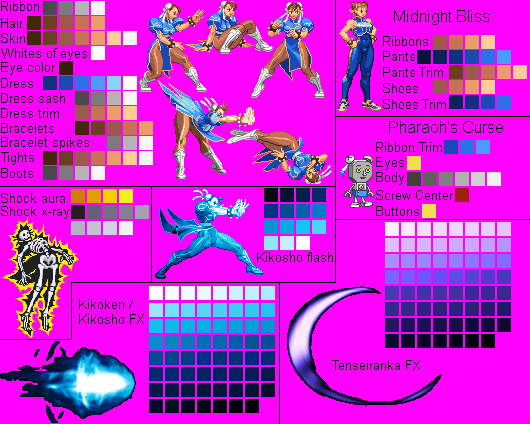 Ribbon
Hair
Skin
Whites of eyes
Eye color
Dress
Dress sash
Dress trim
Bracelets
Bracelet spikes
Tights
Boots
Midnight Bliss
Ribbons
Pants
Pants Trim
Shoes
Shoes Trim
Pharaoh's Curse
Ribbon Trim
Eyes
Body
Screw Center
Buttons
Shock aura
Shock x-ray
Kikosho flash
Kikoken /
Kikosho FX
Tenseiranka FX